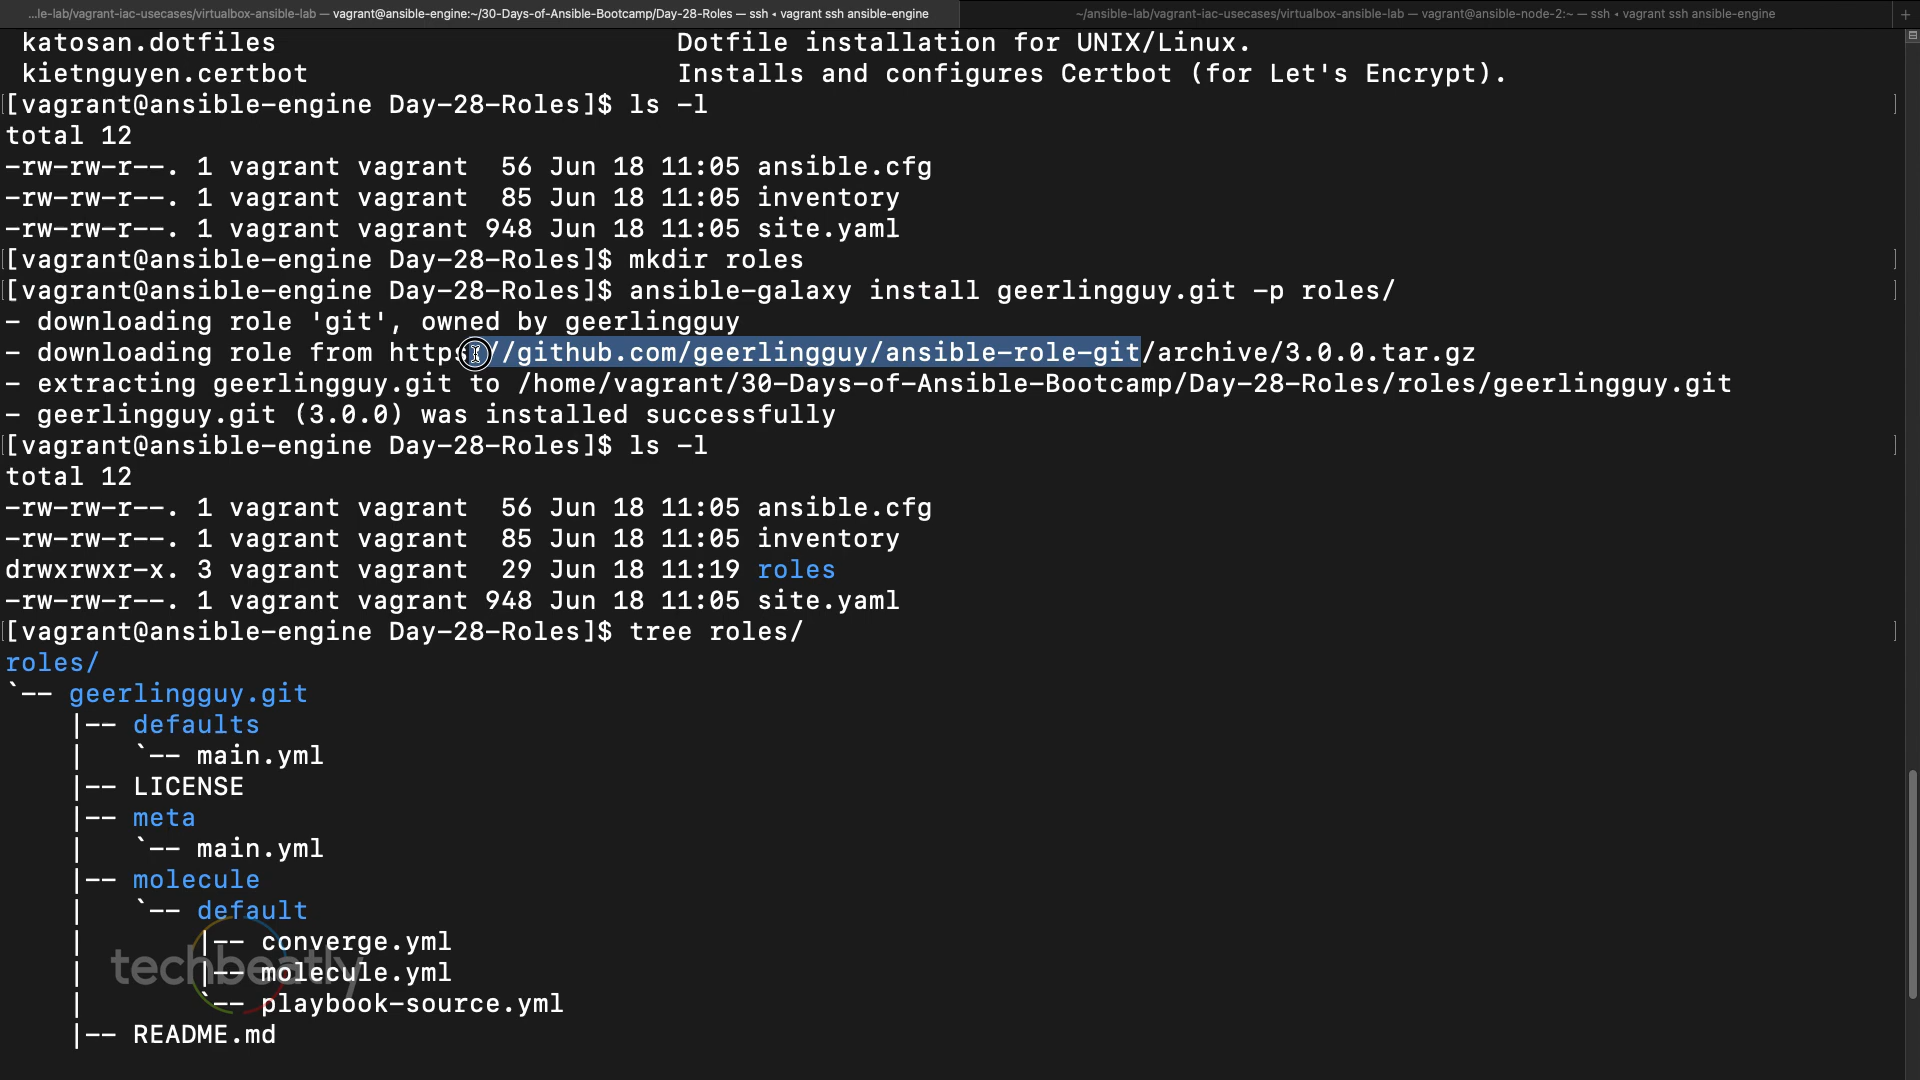 ...le-lab/vagrant-iac-usecases/virtualbox-ansible-lab — vagrant@ansible-engine:~/30-Days-of-Ansible-Bootcamp/Day-28-Roles — ssh ◂ vagrant ssh ansible-engine
~/ansible-lab/vagrant-iac-usecases/virtualbox-ansible-lab — vagrant@ansible-node-2:~ — ssh ◂ vagrant ssh ansible-engine
+
katosan.dotfiles                         Dotfile installation for UNIX/Linux.
kietnguyen.certbot                       Installs and configures Certbot (for Let's Encrypt).
[[vagrant@ansible-engine Day-28-Roles]$ ls -l ]
total 12
-rw-rw-r--. 1 vagrant vagrant  56 Jun 18 11:05 ansible.cfg
-rw-rw-r--. 1 vagrant vagrant  85 Jun 18 11:05 inventory
-rw-rw-r--. 1 vagrant vagrant 948 Jun 18 11:05 site.yaml
[[vagrant@ansible-engine Day-28-Roles]$ mkdir roles ]
[[vagrant@ansible-engine Day-28-Roles]$ ansible-galaxy install geerlingguy.git -p roles/ ]
- downloading role 'git', owned by geerlingguy
- downloading role from https://github.com/geerlingguy/ansible-role-git/archive/3.0.0.tar.gz
- extracting geerlingguy.git to /home/vagrant/30-Days-of-Ansible-Bootcamp/Day-28-Roles/roles/geerlingguy.git
- geerlingguy.git (3.0.0) was installed successfully
[[vagrant@ansible-engine Day-28-Roles]$ ls -l ]
total 12
-rw-rw-r--. 1 vagrant vagrant  56 Jun 18 11:05 ansible.cfg
-rw-rw-r--. 1 vagrant vagrant  85 Jun 18 11:05 inventory
drwxrwxr-x. 3 vagrant vagrant  29 Jun 18 11:19 roles
-rw-rw-r--. 1 vagrant vagrant 948 Jun 18 11:05 site.yaml
[[vagrant@ansible-engine Day-28-Roles]$ tree roles/ ]
roles/
`-- geerlingguy.git
    |-- defaults
    |   `-- main.yml
    |-- LICENSE
    |-- meta
    |   `-- main.yml
    |-- molecule
    |   `-- default
    |       |-- converge.yml
    |       |-- molecule.yml
    |       `-- playbook-source.yml
    |-- README.md
techbeatly